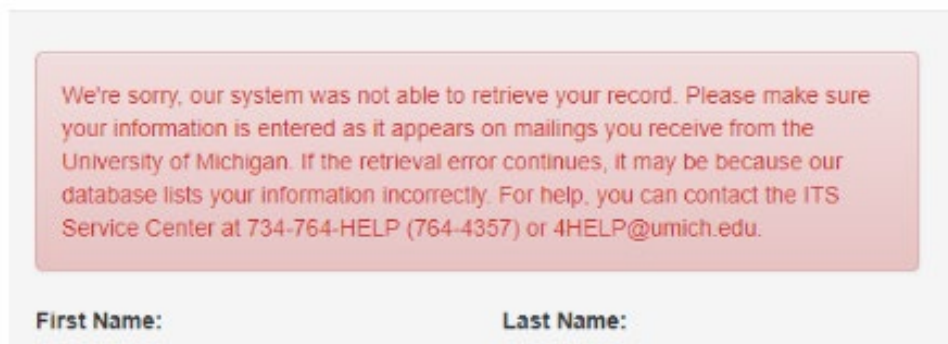 We're sorry, our system was not able to retrieve your record. Please make sure
your information is entered as it appears on mailings you receive from the
University of Michigan. If the retrieval error continues, it may be because our
database lists your information incorrectly. For help, you can contact the ITS
Service Center at 734-764-HELP (764-4357) or 4HELP@umich.edu.
First Name: Last Name: